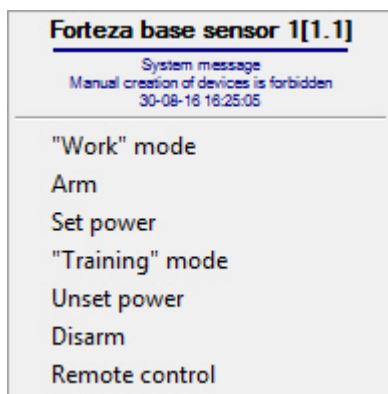 Forteza base sensor 1[1.1]
System message
Manual creation of devices is forbidden
30-08-16 16:25:05
"Work" mode
Arm
Set power
"Training" mode
Unset power
Disarm
Remote control